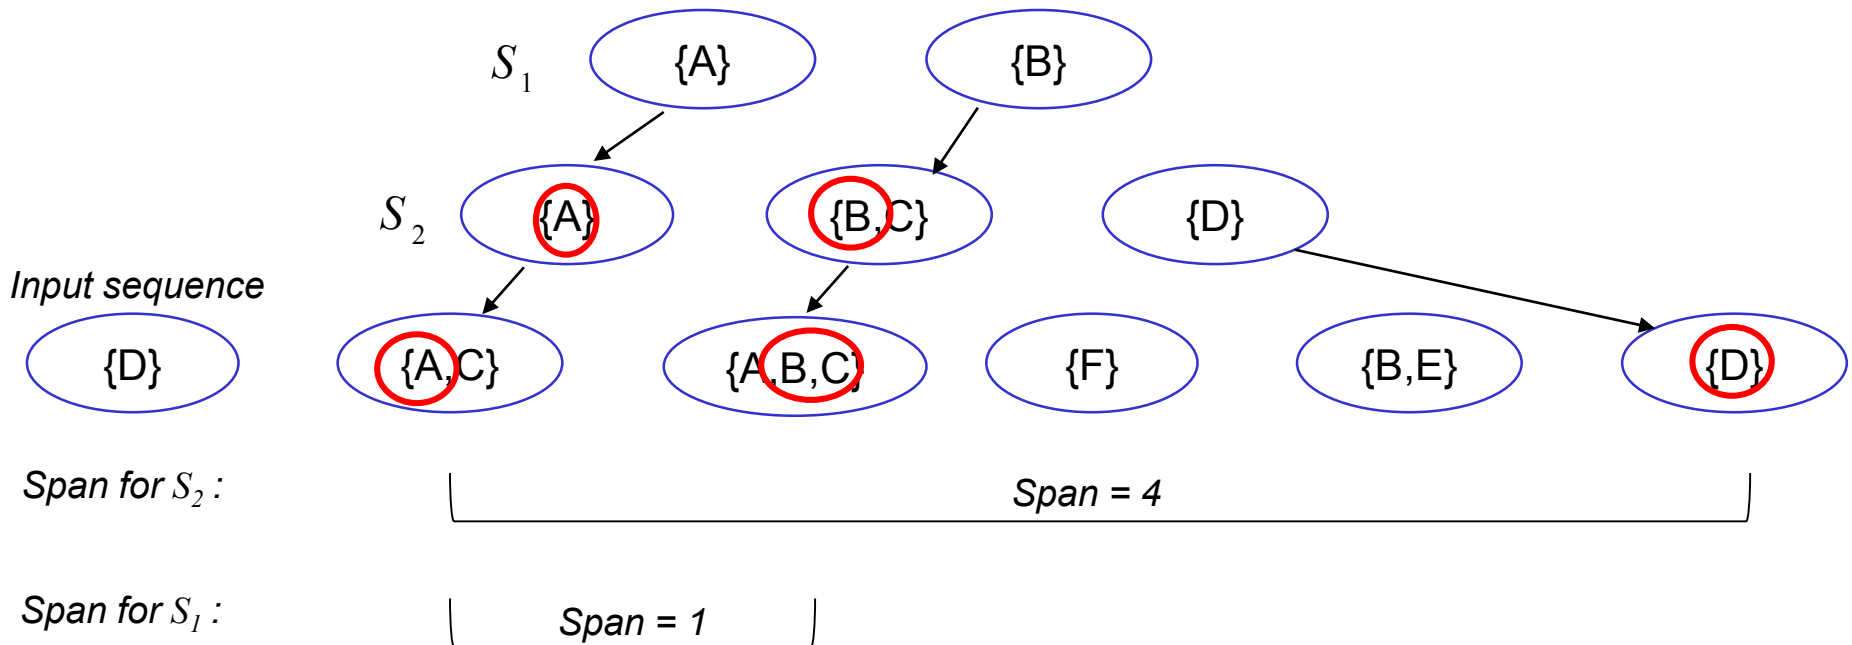 S1 {A} {B}
S2 {A} {B,C} {D}
Input sequence
{D} {A,C} {A,B,C} {F} {B,E} {D}
Span for S2 : Span = 4
Span for S1 : Span = 1